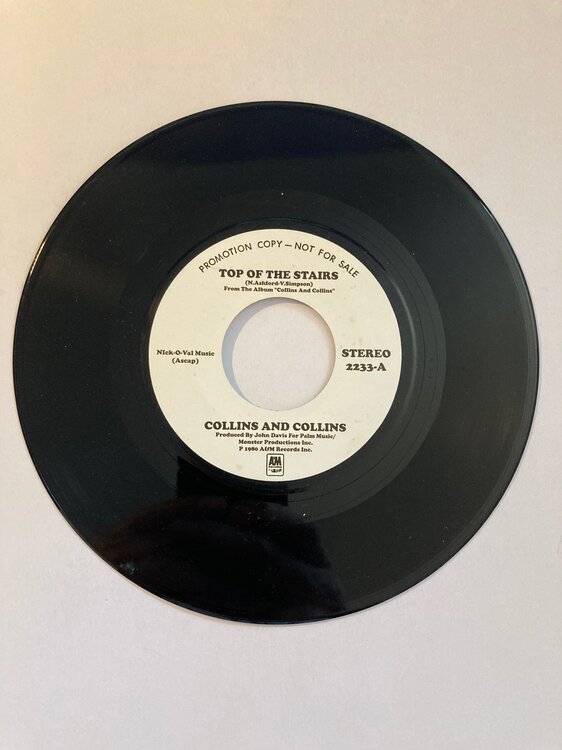 PROMOTION COPY — NOT FOR SALE
TOP OF THE STAIRS
(N.Ashford-V.Simpson)
From The Album "Collins And Collins"
NIck-O-Val Music
(Ascap)
STEREO
2233-A
COLLINS AND COLLINS
Produced By John Davis For Palm Music/
Monster Productions Inc.
P 1980 A&M Records Inc.
A&M